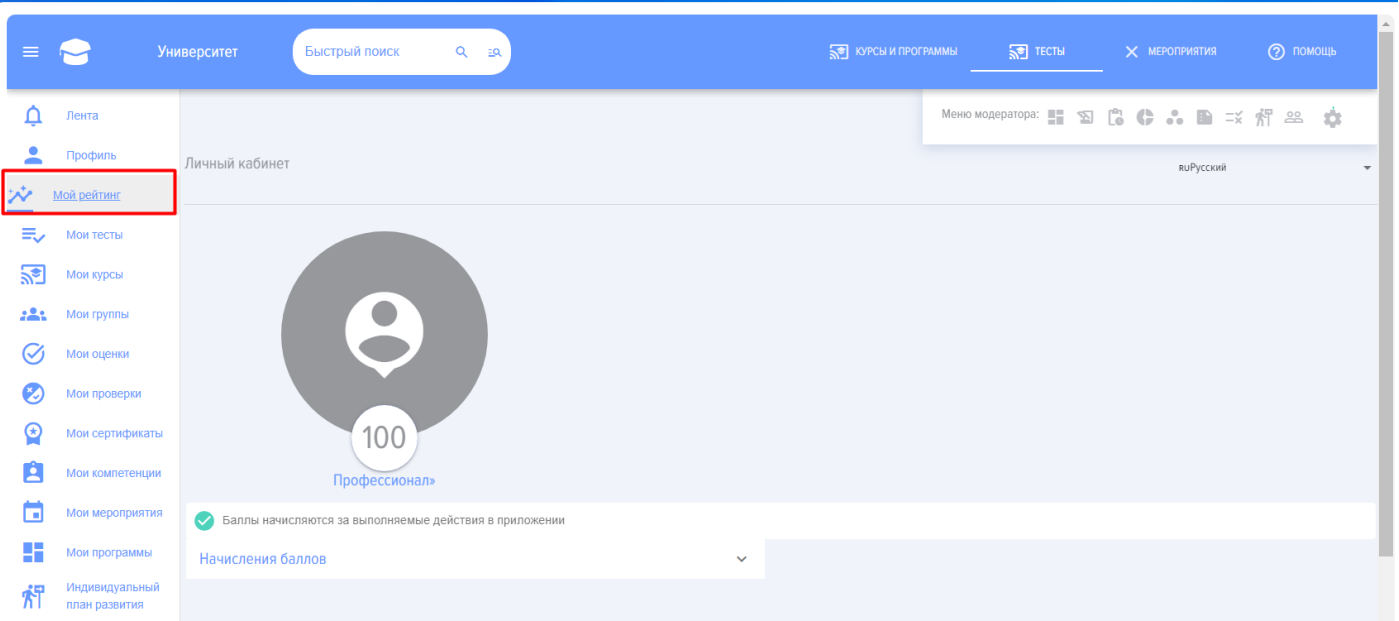 Университет
Быстрый поиск
КУРСЫ И ПРОГРАММЫ
ТЕСТЫ
МЕРОПРИЯТИЯ
ПОМОЩЬ
Меню модератора:
Лента
Профиль
Мой рейтинг
Мои тесты
Мои курсы
Мои группы
Мои оценки
Мои проверки
Мои сертификаты
Мои компетенции
Мои мероприятия
Мои программы
Индивидуальный
план развития
Личный кабинет
RUРусский
100
Профессионал»
Баллы начисляются за выполняемые действия в приложении
Начисления баллов